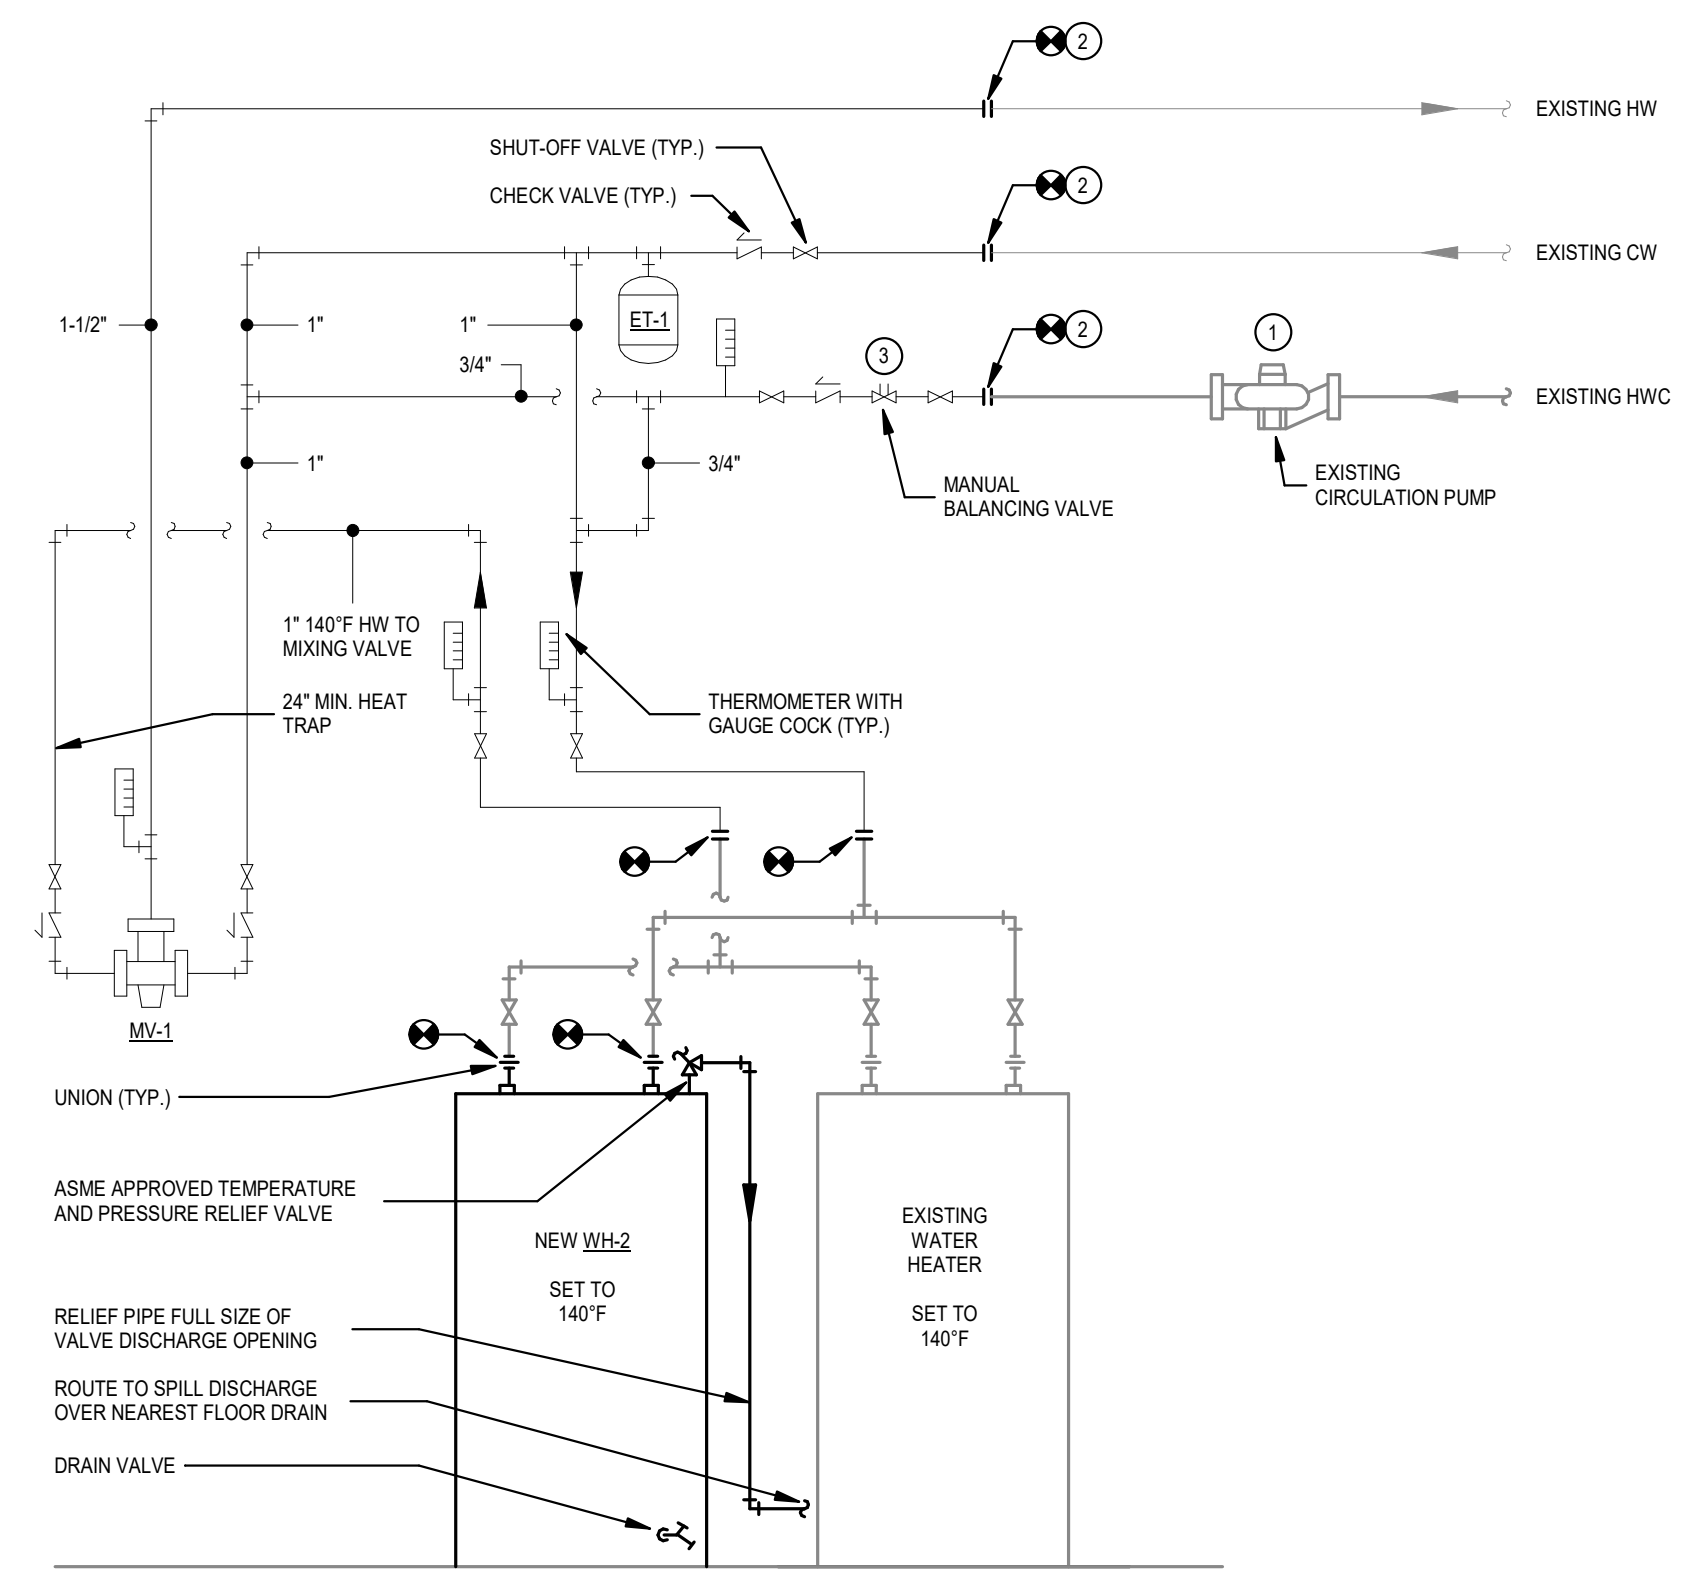 2
EXISTING HW
SHUT-OFF VALVE (TYP.)
CHECK VALVE (TYP.)
2
EXISTING CW
1-1/2"
1"
1"
ET-1
3/4"
3
2
1
EXISTING HWC
1"
3/4"
MANUAL
BALANCING VALVE
EXISTING
CIRCULATION PUMP
1" 140°F HW TO
MIXING VALVE
24" MIN. HEAT
TRAP
THERMOMETER WITH
GAUGE COCK (TYP.)
MV-1
UNION (TYP.)
ASME APPROVED TEMPERATURE
AND PRESSURE RELIEF VALVE
NEW WH-2
SET TO
140°F
EXISTING
WATER
HEATER
SET TO
140°F
RELIEF PIPE FULL SIZE OF
VALVE DISCHARGE OPENING
ROUTE TO SPILL DISCHARGE
OVER NEAREST FLOOR DRAIN
DRAIN VALVE